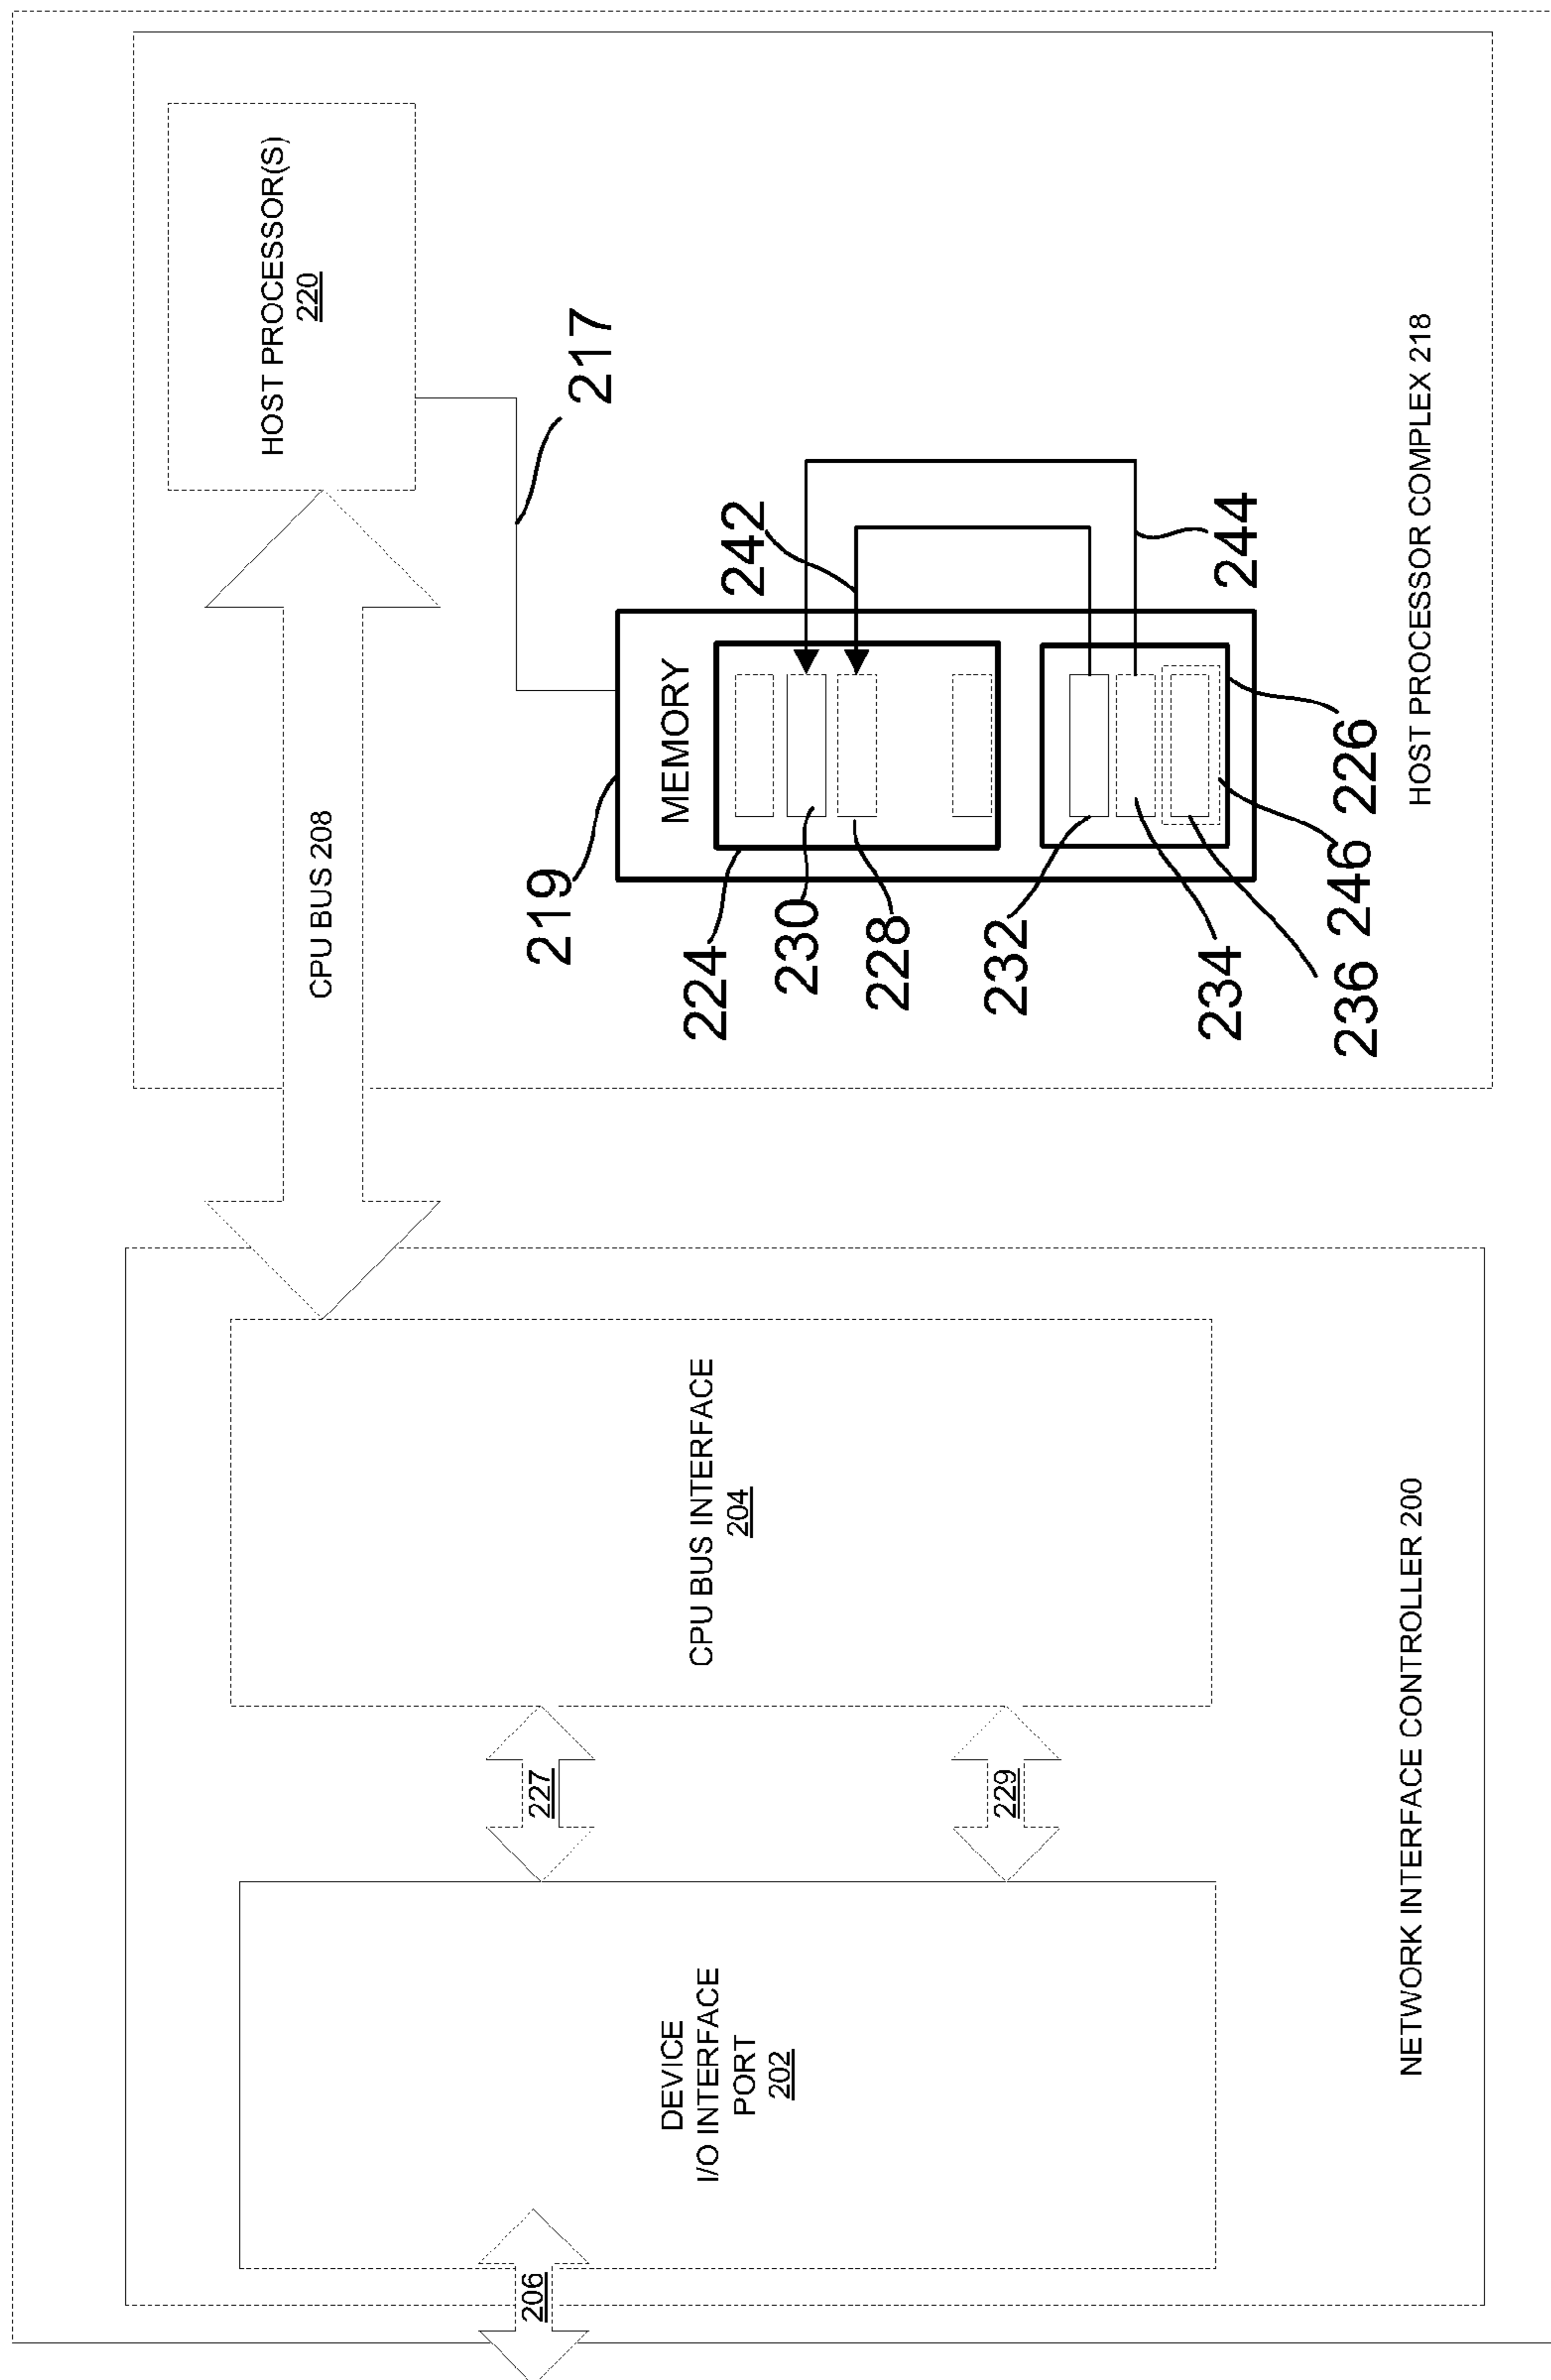 206
DEVICE
I/O INTERFACE
PORT
202
227
229
CPU BUS INTERFACE
204
NETWORK INTERFACE CONTROLLER 200
CPU BUS 208
HOST PROCESSOR(S)
220
217
219
MEMORY
242
224
230
228
232
244
234
226
246
236
HOST PROCESSOR COMPLEX 218